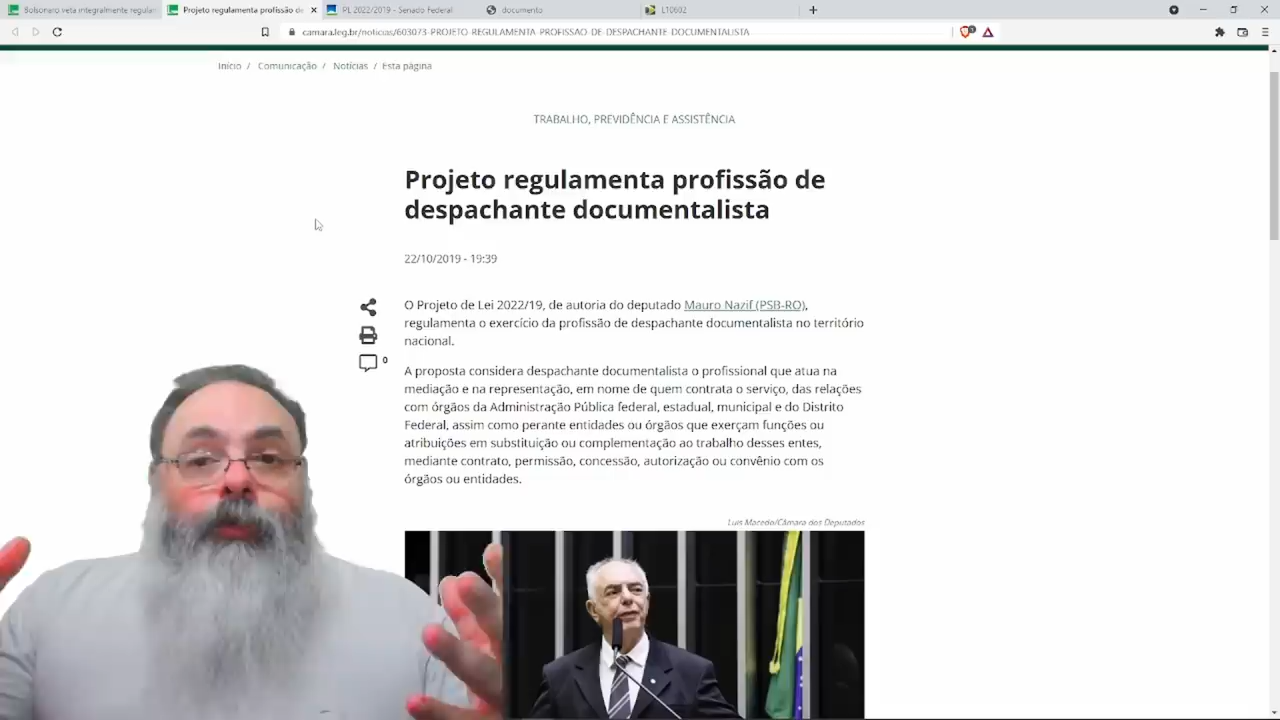 Bolsonaro veta integralmente regular
Projeto regulamenta profissão de
PL 2022/2019 - Senado Federal
documento
L10602
camara.leg.br/noticias/603073-PROJETO-REGULAMENTA-PROFISSAO-DE-DESPACHANTE-DOCUMENTALISTA
Início / Comunicação / Notícias / Esta página
TRABALHO, PREVIDÊNCIA E ASSISTÊNCIA
Projeto regulamenta profissão de
despachante documentalista
22/10/2019 - 19:39
O Projeto de Lei 2022/19, de autoria do deputado Mauro Nazif (PSB-RO),
regulamenta o exercício da profissão de despachante documentalista no território
nacional.
0
A proposta considera despachante documentalista o profissional que atua na
mediação e na representação, em nome de quem contrata o serviço, das relações
com órgãos da Administração Pública federal, estadual, municipal e do Distrito
Federal, assim como perante entidades ou órgãos que exerçam funções ou
atribuições em substituição ou complementação ao trabalho desses entes,
mediante contrato, permissão, concessão, autorização ou convênio com os
órgãos ou entidades.
Luis Macedo/Câmara dos Deputados